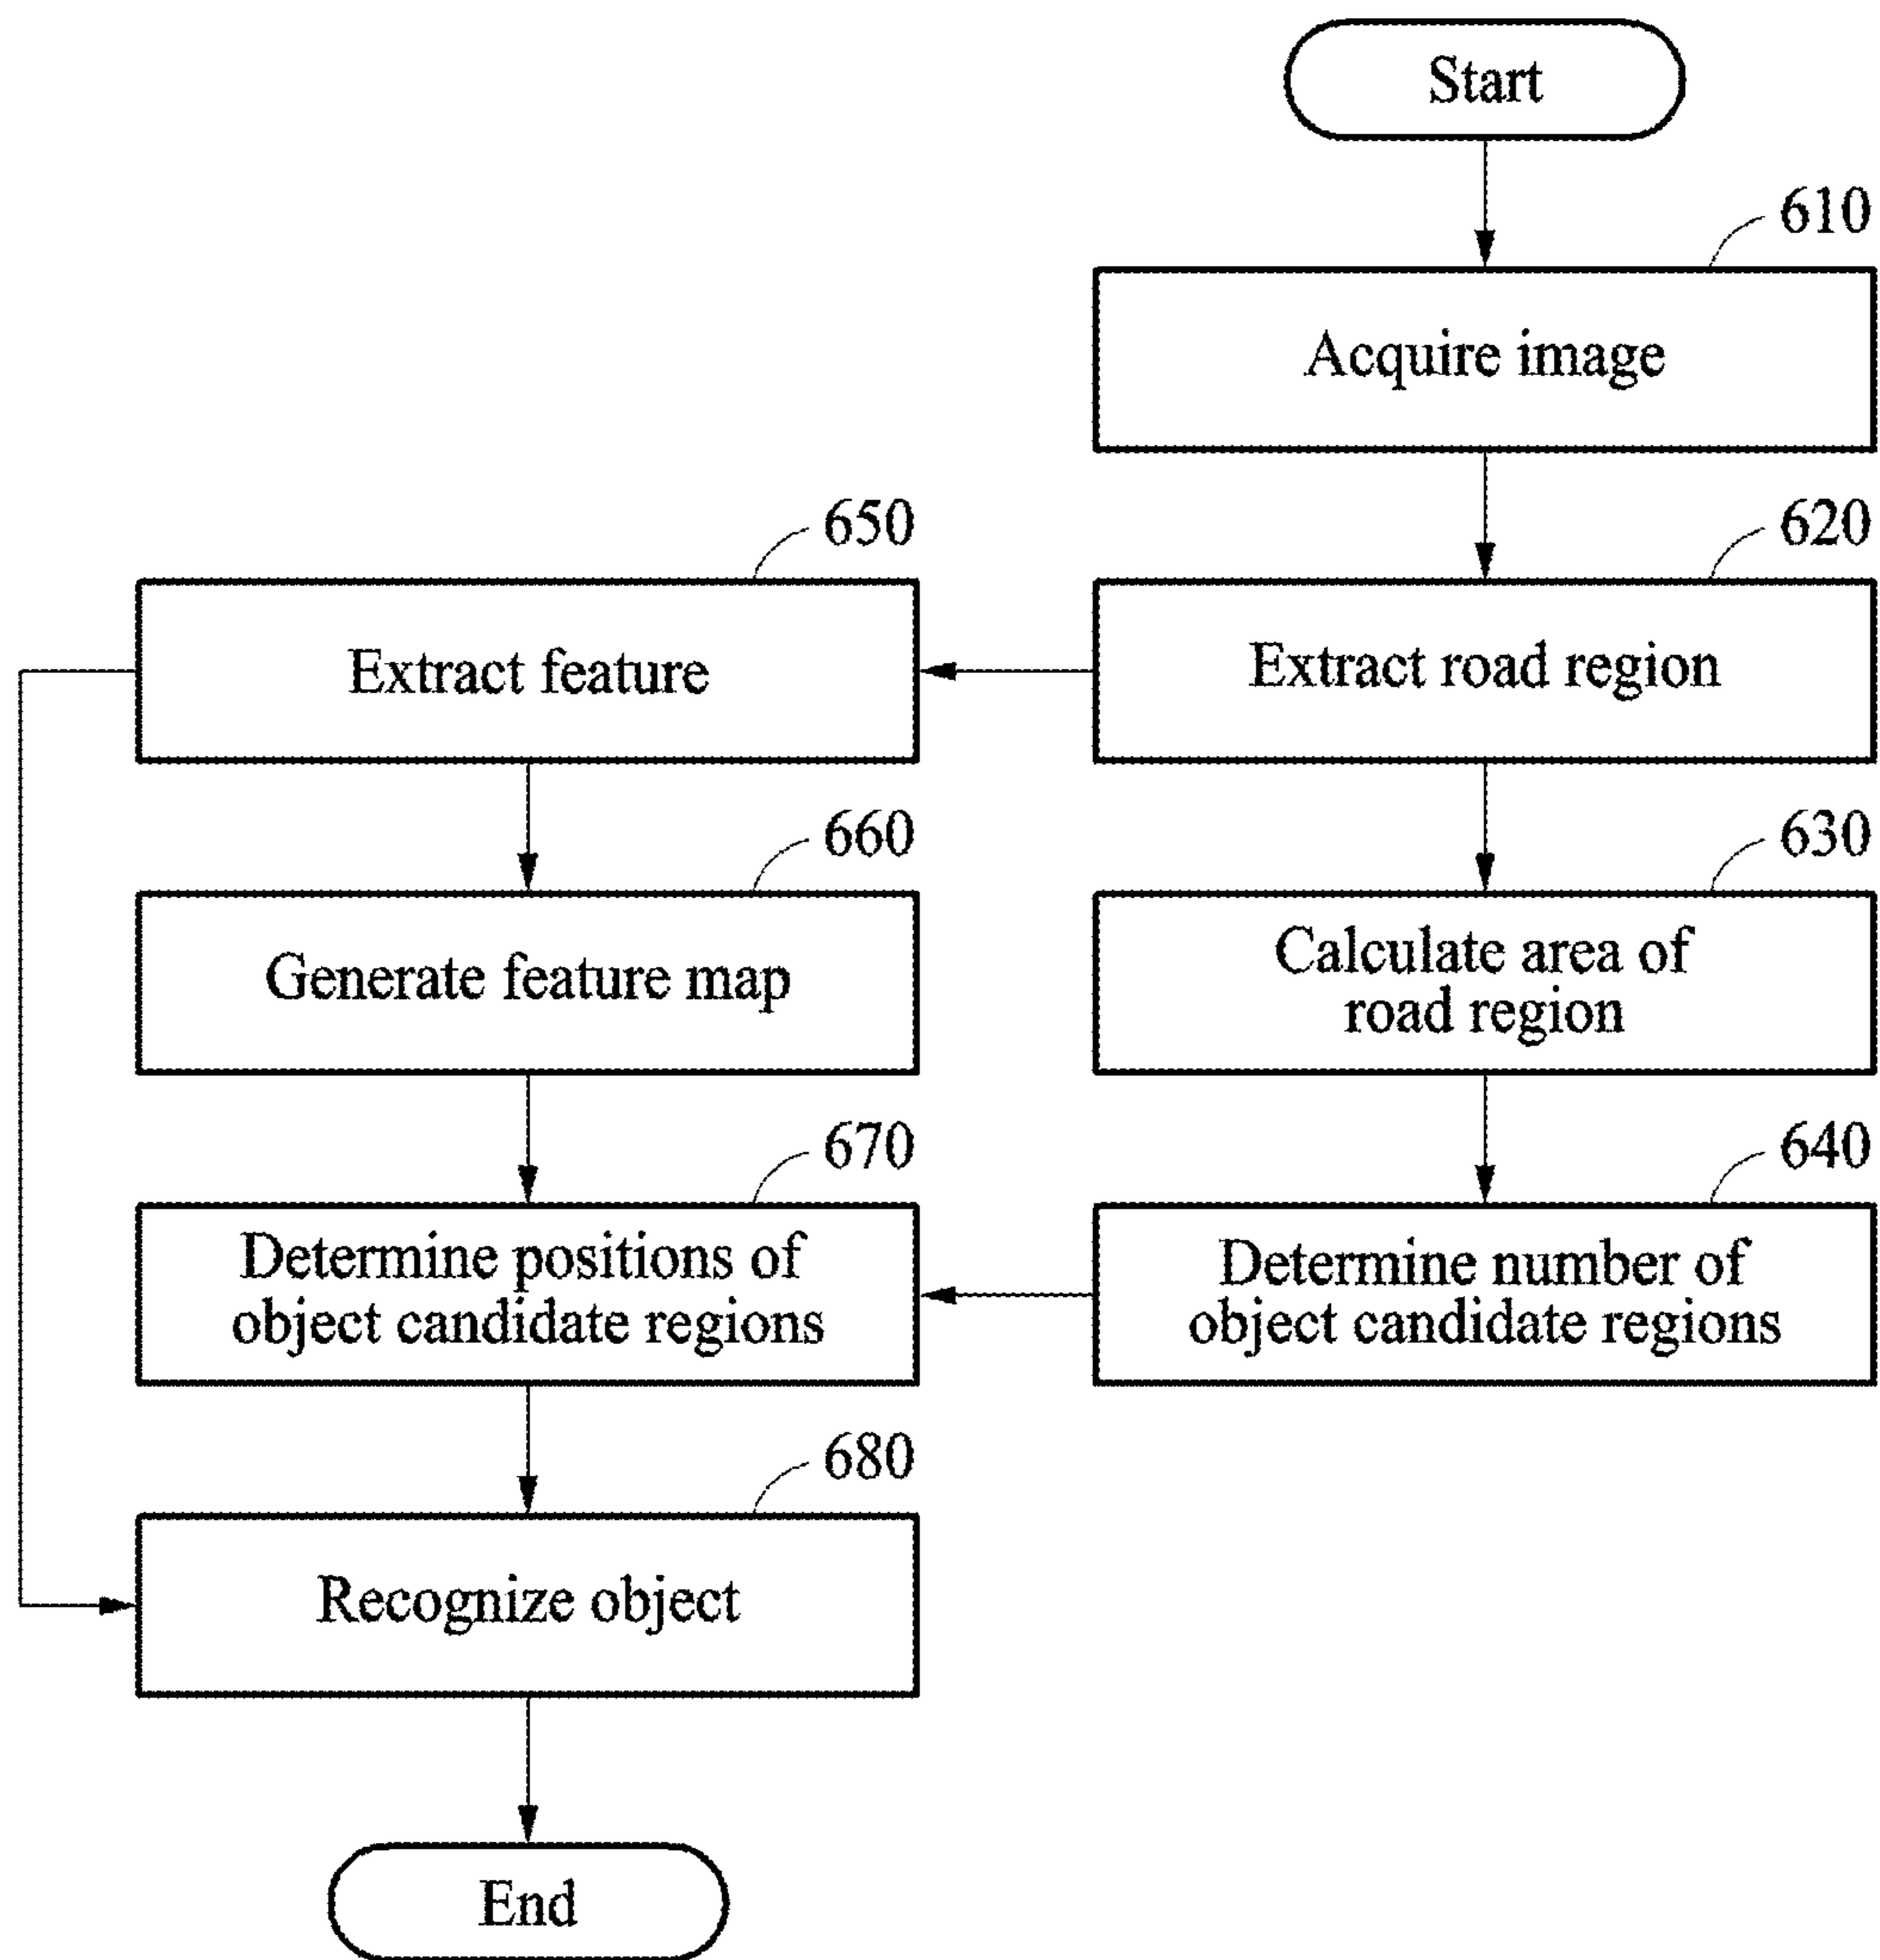 Start
610
Acquire image
650
620
Extract feature
Extract road region
660
630
Generate feature map
Calculate area of
road region
670
640
Determine positions of
object candidate regions
Determine number of
object candidate regions
680
Recognize object
End